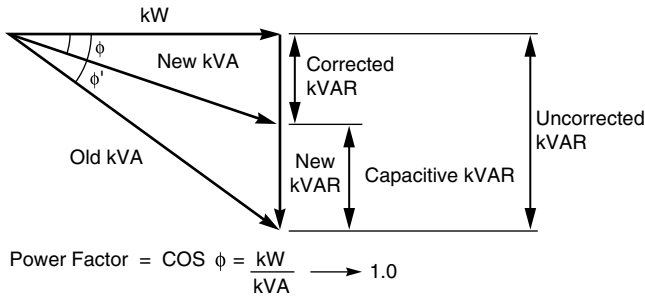 kW
ϕ
New kVA
ϕ'
Old kVA
Corrected
kVAR
New
kVAR
Capacitive kVAR
Uncorrected
kVAR
Power Factor = COS ϕ = kW
kVA
1.0